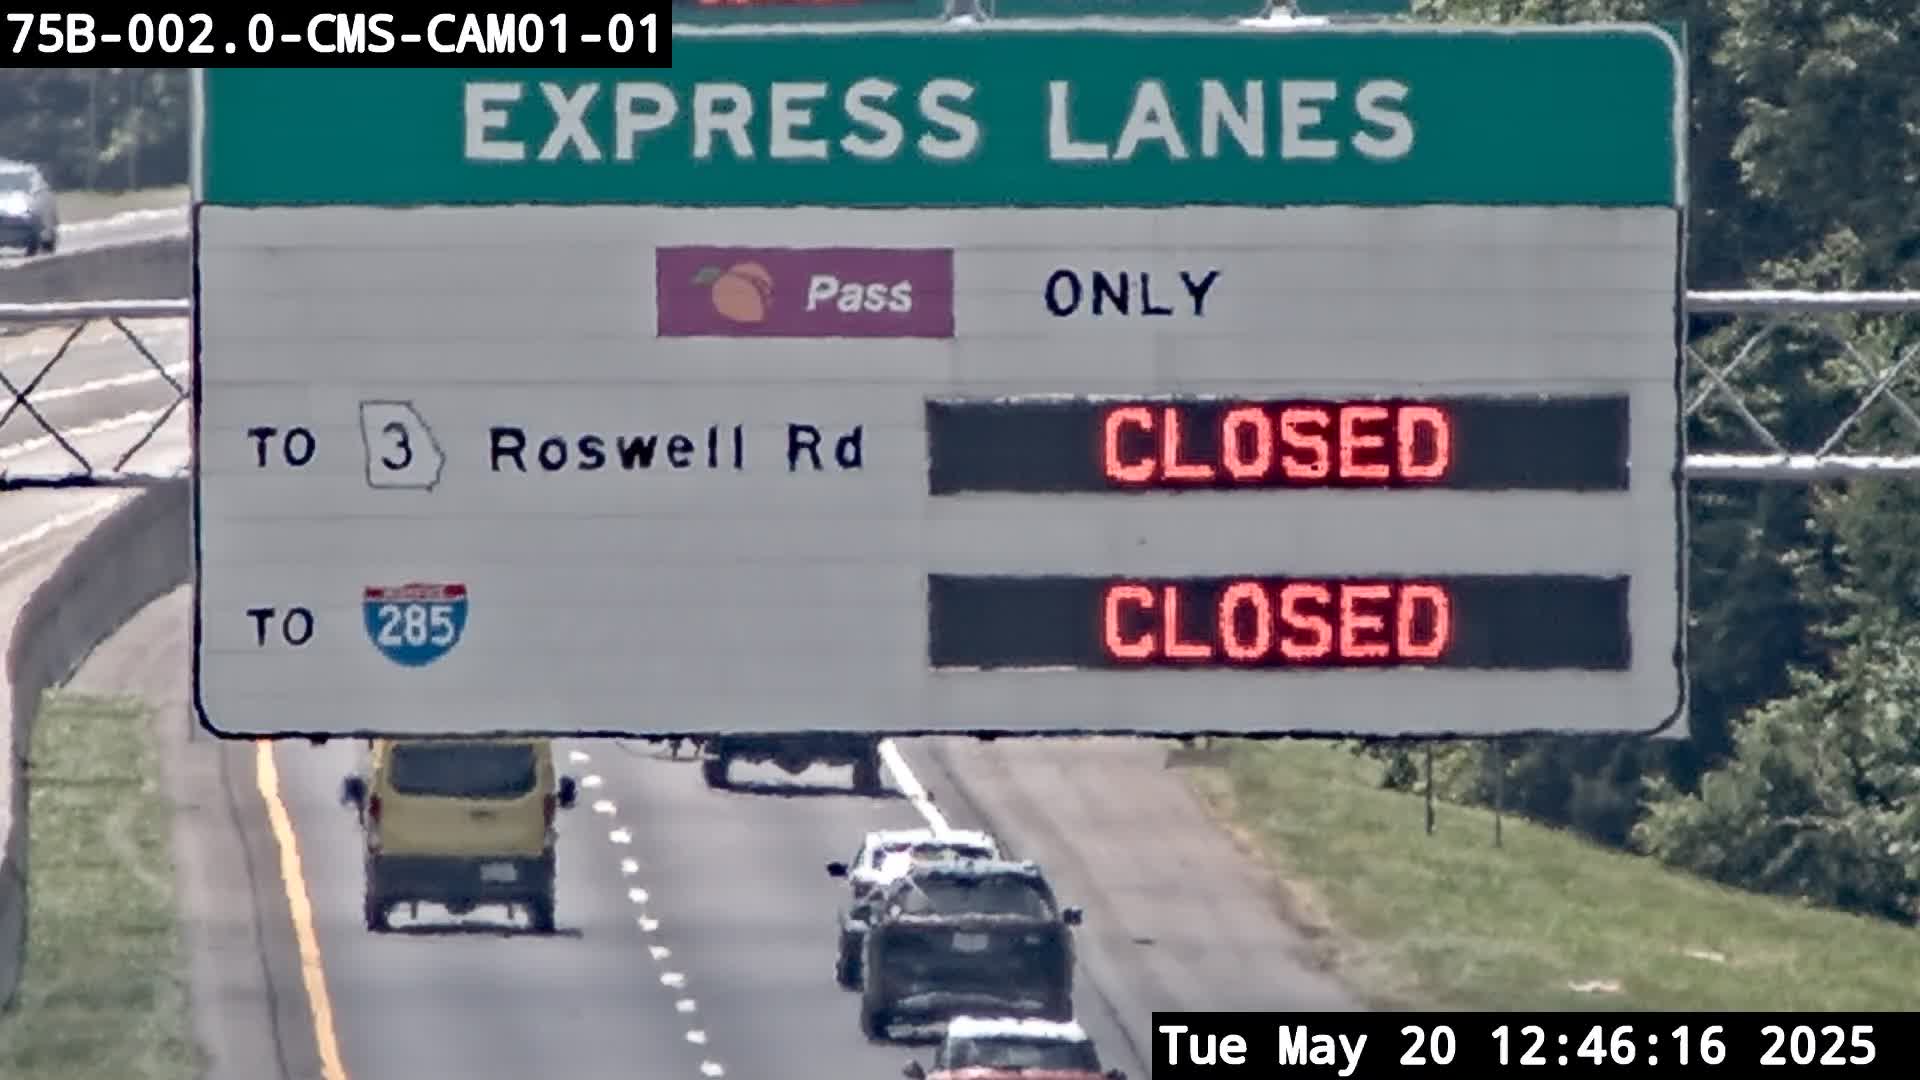 75B-002.0-CMS-CAM01-01
EXPRESS LANES
Pass ONLY
TO 3 Roswell Rd CLOSED
TO 285 CLOSED
Tue May 20 12:46:16 2025